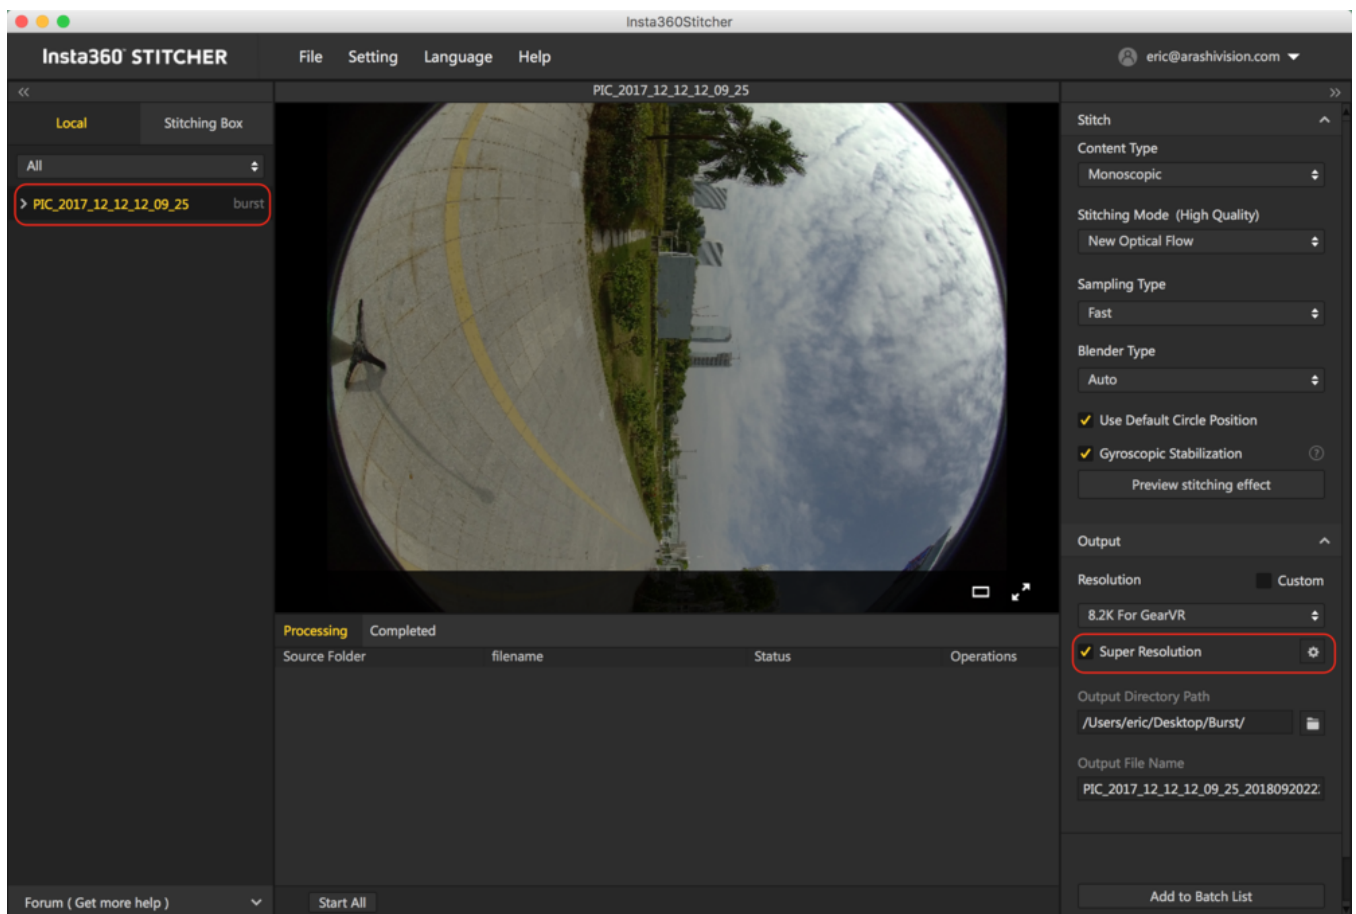 Insta360Stitcher
Insta360° STITCHER
File Setting Language Help
eric@arashivision.com
PIC_2017_12_12_12_09_25
Local Stitching Box
All
PIC_2017_12_12_12_09_25 burst
Forum ( Get more help )
Processing Completed
Source Folder filename Status Operations
Start All
Stitch
Content Type
Monoscopic
Stitching Mode (High Quality)
New Optical Flow
Sampling Type
Fast
Blender Type
Auto
Use Default Circle Position
Gyroscopic Stabilization ?
Preview stitching effect
Output
Resolution Custom
8.2K For GearVR
Super Resolution
Output Directory Path
/Users/eric/Desktop/Burst/
Output File Name
PIC_2017_12_12_12_09_25_2018092022
Add to Batch List